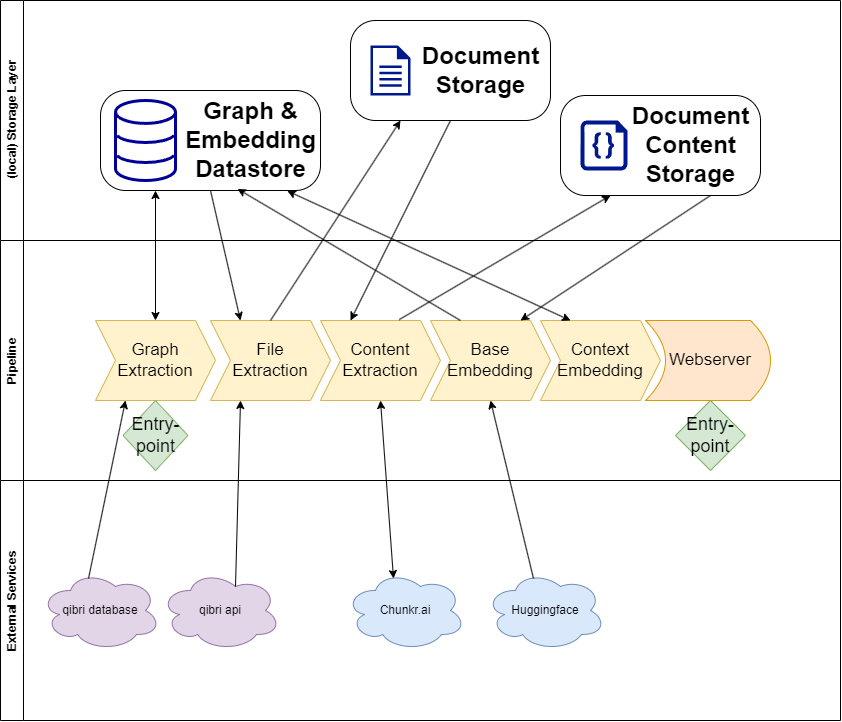 (local) Storage Layer
Graph &
Embedding
Datastore
Document
Storage
Document
Content
Storage
Pipeline
Graph
Extraction
File
Extraction
Content
Extraction
Base
Embedding
Context
Embedding
Webserver
Entry-
point
Entry-
point
External Services
qibri database
qibri api
Chunkr.ai
Huggingface